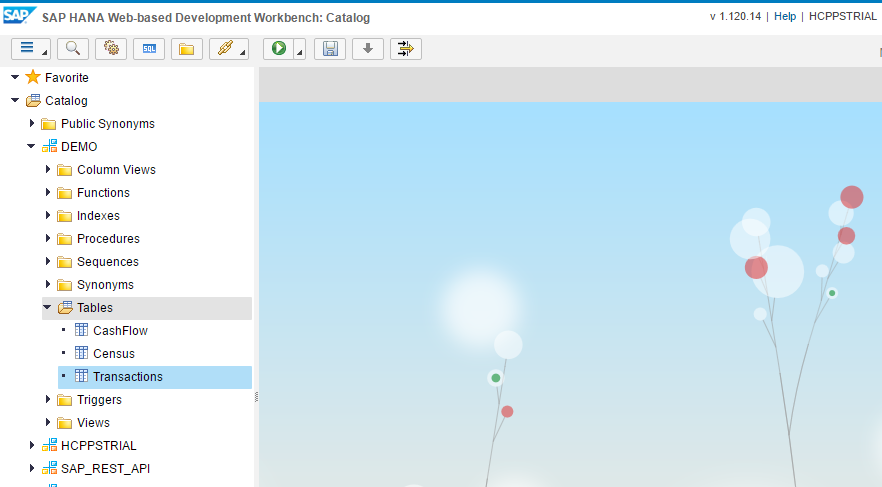 SAP SAP HANA Web-based Development Workbench: Catalog
v 1.120.14 | Help | HCPPSTRIAL
SQL
Favorite
Catalog
Public Synonyms
DEMO
Column Views
Functions
Indexes
Procedures
Sequences
Synonyms
Tables
CashFlow
Census
Transactions
Triggers
Views
HCPPSTRIAL
SAP_REST_API